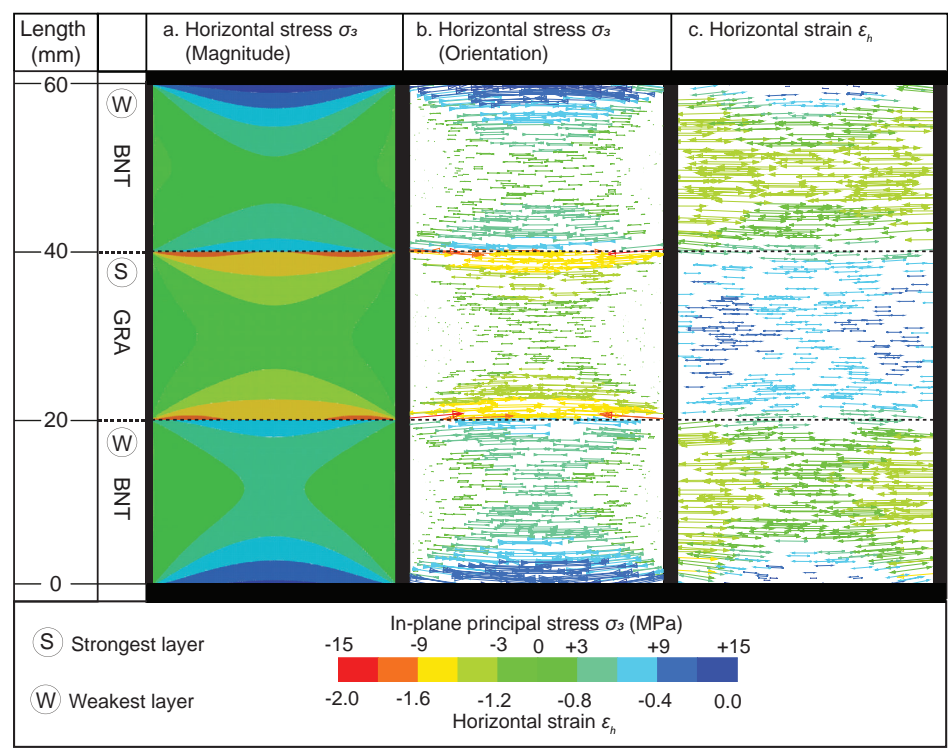 Length
(mm)
a. Horizontal stress σ₃
(Magnitude)
b. Horizontal stress σ₃
(Orientation)
c. Horizontal strain εₕ
60
W
BNT
40
S
GRA
20
W
BNT
0
S Strongest layer
W Weakest layer
In-plane principal stress σ₃ (MPa)
-15 -9 -3 0 +3 +9 +15
-2.0 -1.6 -1.2 -0.8 -0.4 0.0
Horizontal strain εₕ